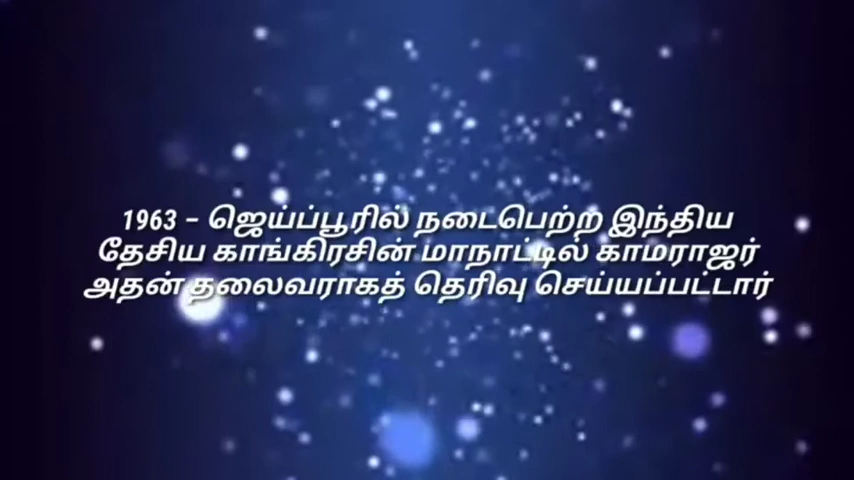 1963 – ஜெய்ப்பூரில் நடைபெற்ற இந்திய
தேசிய காங்கிரசின் மாநாட்டில் காமராஜர்
அதன் தலைவராகத் தெரிவு செய்யப்பட்டார்